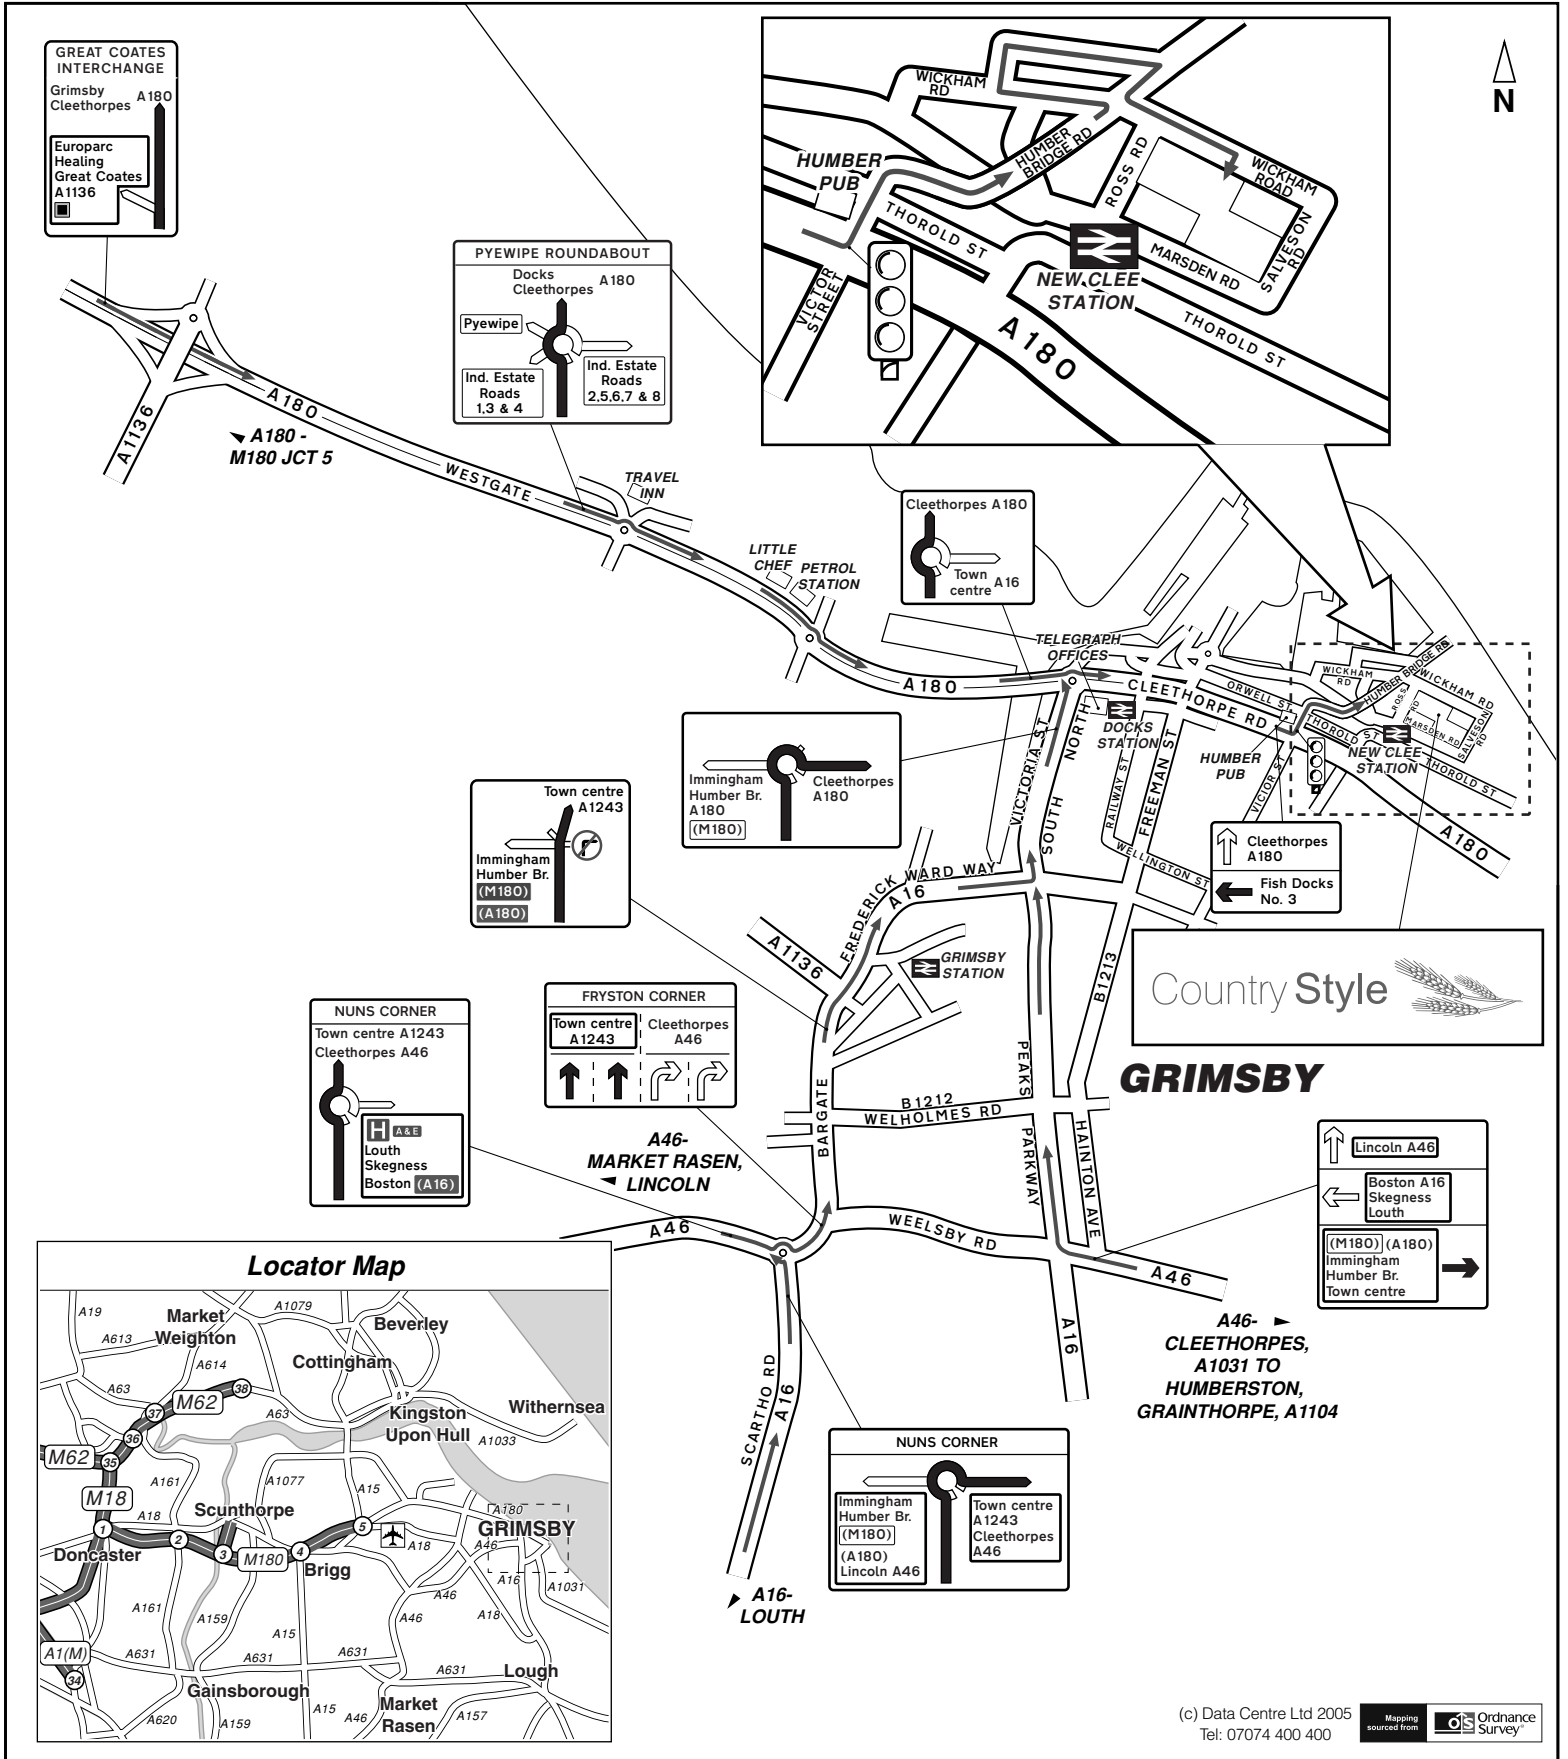 GREAT COATES
INTERCHANGE
Grimsby
Cleethorpes
A180
Europarc
Healing
Great Coates
A1136
PYEWIPE ROUNDABOUT
Docks
Cleethorpes
A180
Pyewipe
Ind. Estate
Roads
1,3 & 4
Ind. Estate
Roads
2,5,6,7 & 8
WICKHAM
RD
HUMBER
BRIDGE RD
HUMBER
PUB
ROSS RD
WICKHAM
ROAD
THOROLD ST
MARSDEN RD
SALVESON
RD
NEW CLEE
STATION
VICTOR
STREET
A180
THOROLD ST
N
A180
A1136
A180 -
M180 JCT 5
WESTGATE
TRAVEL
INN
LITTLE
CHEF
PETROL
STATION
Cleethorpes A180
Town
centre
A16
TELEGRAPH
OFFICES
A180
CLEETHORPE RD
ORWELL ST
WICKHAM
RD
HUMBER BRIDGE RD
WICKHAM RD
ROSS
RD
MARSDEN RD
SALVESON
RD
THOROLD ST
NEW CLEE
STATION
THOROLD ST
HUMBER
PUB
VICIOR ST
A180
DOCKS
STATION
VICTORIA ST
NORTH
SOUTH
RAILWAY ST
FREEMAN ST
WELLINGTON ST
Immingham
Humber Br.
A180
(M180)
Cleethorpes
A180
Town centre
A1243
Immingham
Humber Br.
(M180)
(A180)
Cleethorpes
A180
Fish Docks
No. 3
FREDERICK WARD WAY
A16
A1136
GRIMSBY
STATION
B1213
Country Style
GRIMSBY
NUNS CORNER
Town centre A1243
Cleethorpes A46
H A&E
Louth
Skegness
Boston (A16)
FRYSTON CORNER
Town centre
A1243
Cleethorpes
A46
BARGATE
B1212
WELHOLMES RD
PEAKS
PARKWAY
HAINTON AVE
A46-
MARKET RASEN,
LINCOLN
A46
WEELSBY RD
A46
A16
Lincoln A46
Boston A16
Skegness
Louth
(M180) (A180)
Immingham
Humber Br.
Town centre
A46-
CLEETHORPES,
A1031 TO
HUMBERSTON,
GRAINTHORPE, A1104
SCARTHO RD
A16
A16-
LOUTH
NUNS CORNER
Immingham
Humber Br.
(M180)
(A180)
Lincoln A46
Town centre
A1243
Cleethorpes
A46
Locator Map
A19
Market
Weighton
A1079
Beverley
A613
A614
Cottingham
A63
M62
38
37
A63
Kingston
Upon Hull
Withernsea
A1033
36
M62
35
A161
A1077
A15
M18
A18
Scunthorpe
A180
GRIMSBY
1
2
3
M180
4
5
A18
A46
Doncaster
Brigg
A16
A1031
A161
A159
A15
A46
A46
A18
A1(M)
34
A631
A631
A631
A631
Lough
Gainsborough
A620
A159
A15
A46
Market
Rasen
A157
(c) Data Centre Ltd 2005
Tel: 07074 400 400
Mapping
sourced from
OS
Ordnance
Survey